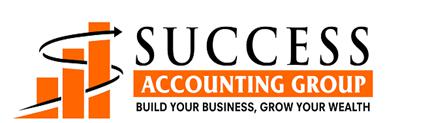 SUCCESS
ACCOUNTING GROUP
BUILD YOUR BUSINESS, GROW YOUR WEALTH